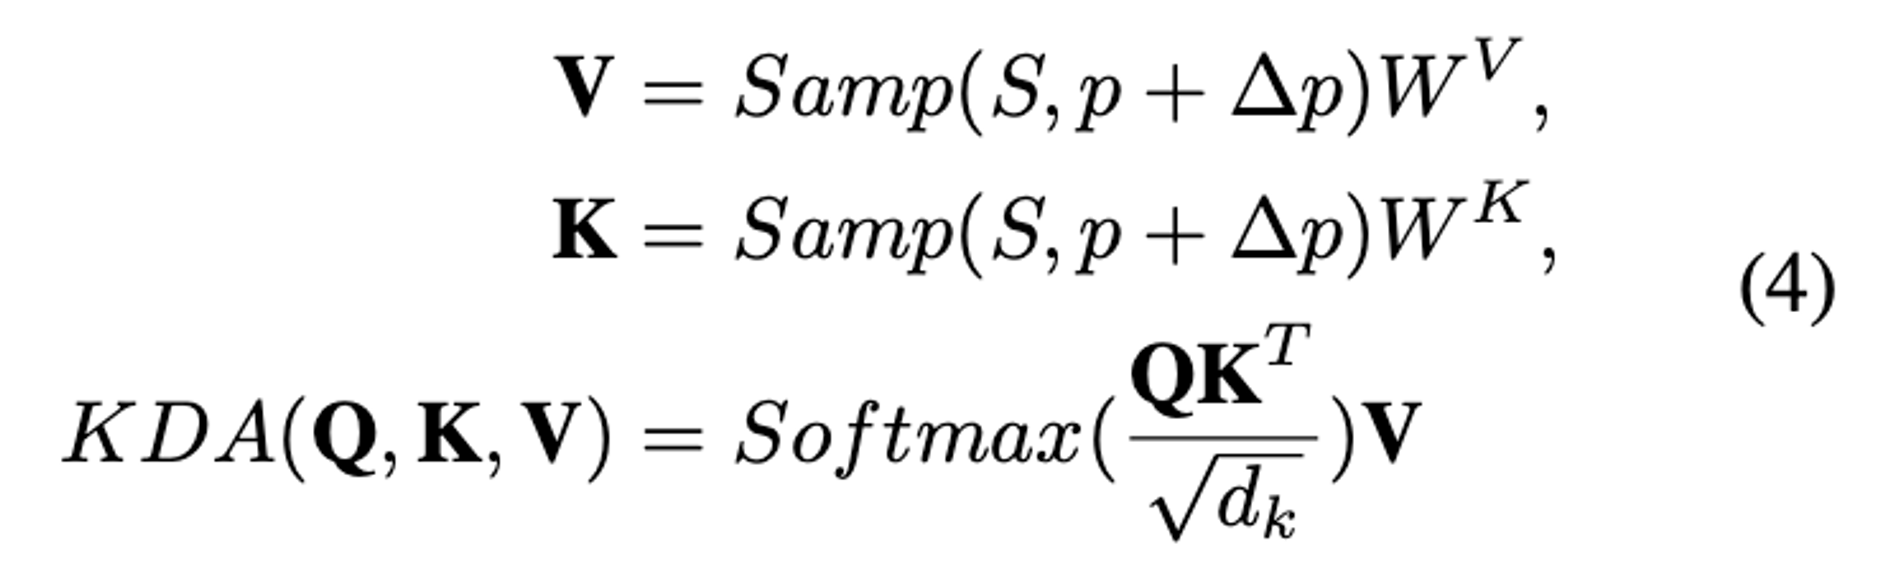 V = Samp(S, p + Δp)W^V,
K = Samp(S, p + Δp)W^K,
(4)
KDA(Q, K, V) = Softmax(QK^T / √d_k)V